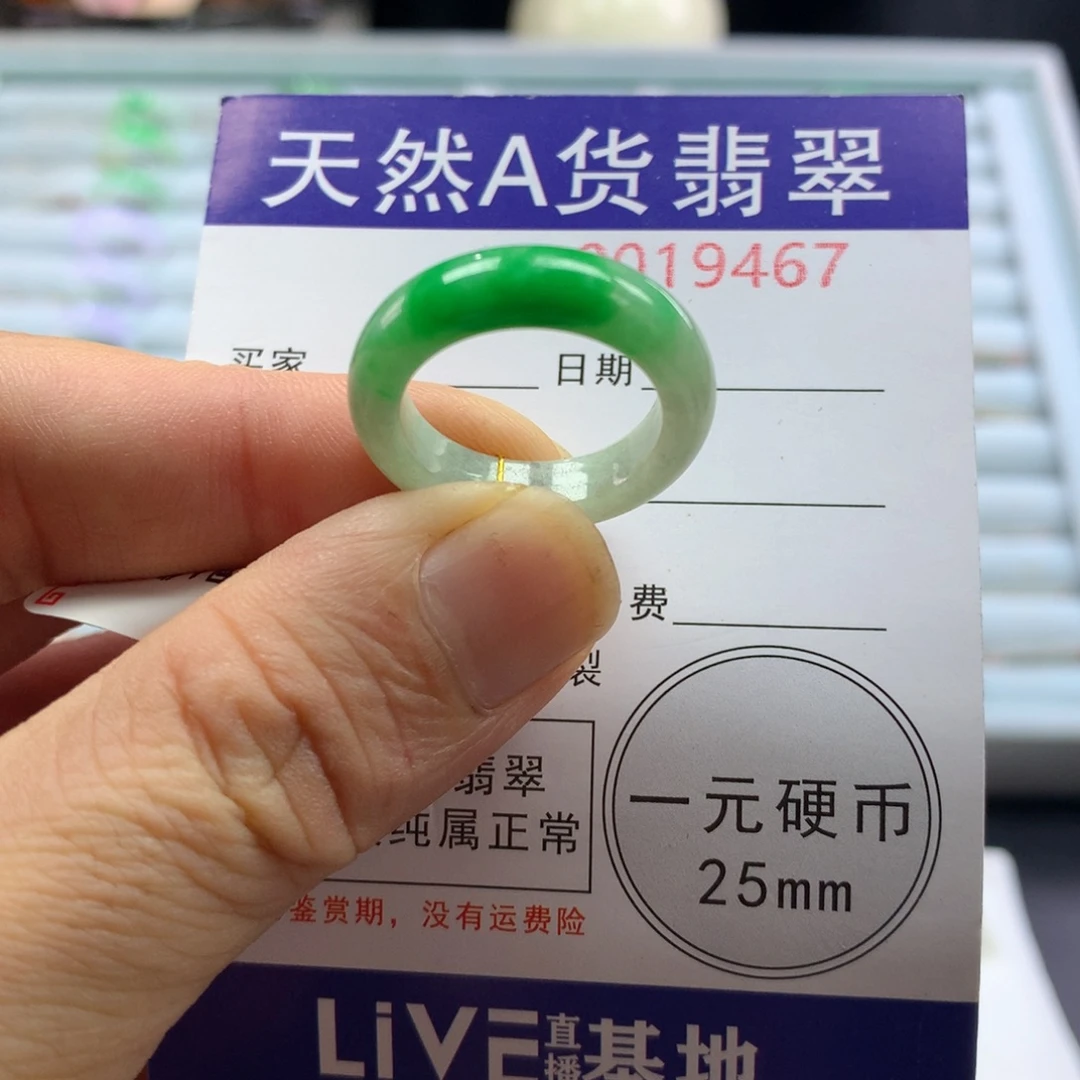 天然A货翡翠
0019467
买家 日期
费
裂
翡翠
纯属正常
一元硬币
25mm
鉴赏期，没有运费险
LiVE直播基地